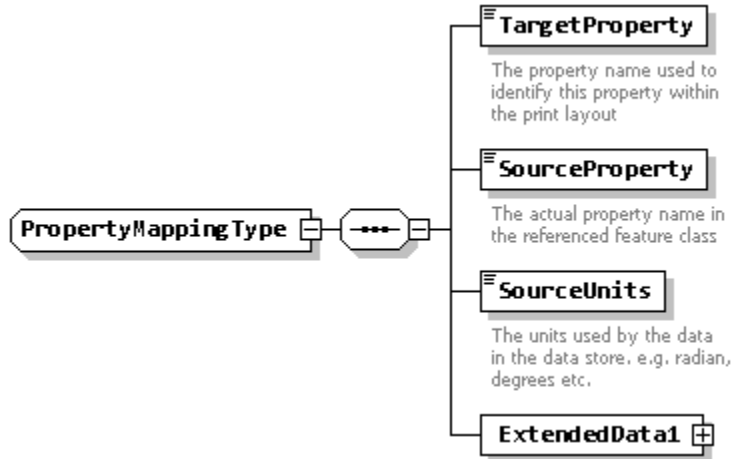 TargetProperty
The property name used to
identify this property within
the print layout
SourceProperty
The actual property name in
the referenced feature class
PropertyMappingType
SourceUnits
The units used by the data
in the data store. e.g. radian,
degrees etc.
ExtendedData1